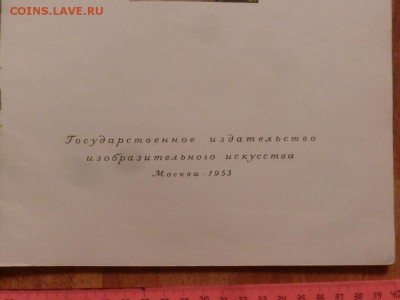 COINS.LAVE.RU
Государственное издательство
изобразительного искусства
Москва · 1953